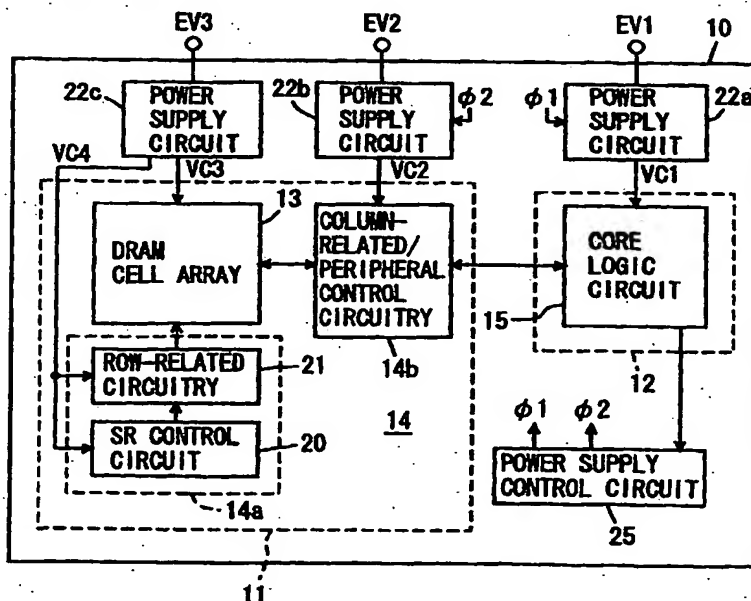 EV3 EV2 EV1 10
22c POWER SUPPLY CIRCUIT
22b POWER SUPPLY CIRCUIT φ2
φ1 POWER SUPPLY CIRCUIT 22a
VC4 VC3 VC2 VC1
13
DRAM CELL ARRAY
COLUMN-RELATED/PERIPHERAL CONTROL CIRCUITRY
CORE LOGIC CIRCUIT
15
ROW-RELATED CIRCUITRY 21
14b
12
SR CONTROL CIRCUIT 20
14
φ1 φ2
14a
POWER SUPPLY CONTROL CIRCUIT
25
11